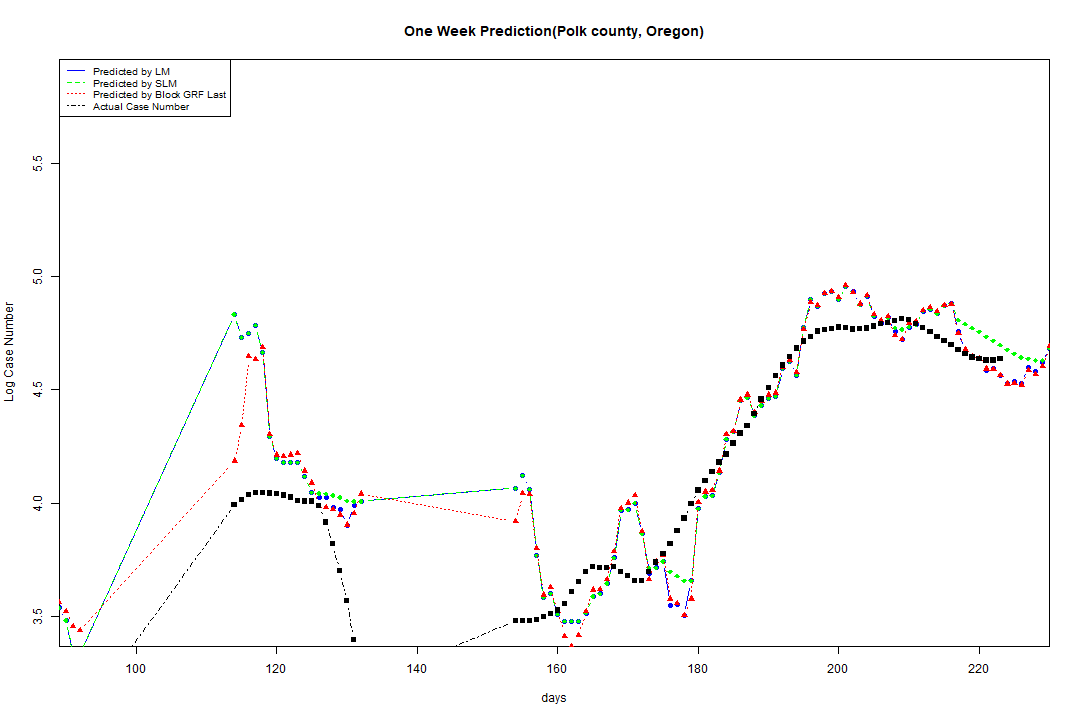 One Week Prediction(Polk county, Oregon)
Predicted by LM
Predicted by SLM
Predicted by Block GRF Last
Actual Case Number
Log Case Number
5.5
5.0
4.5
4.0
3.5
100 120 140 160 180 200 220
days